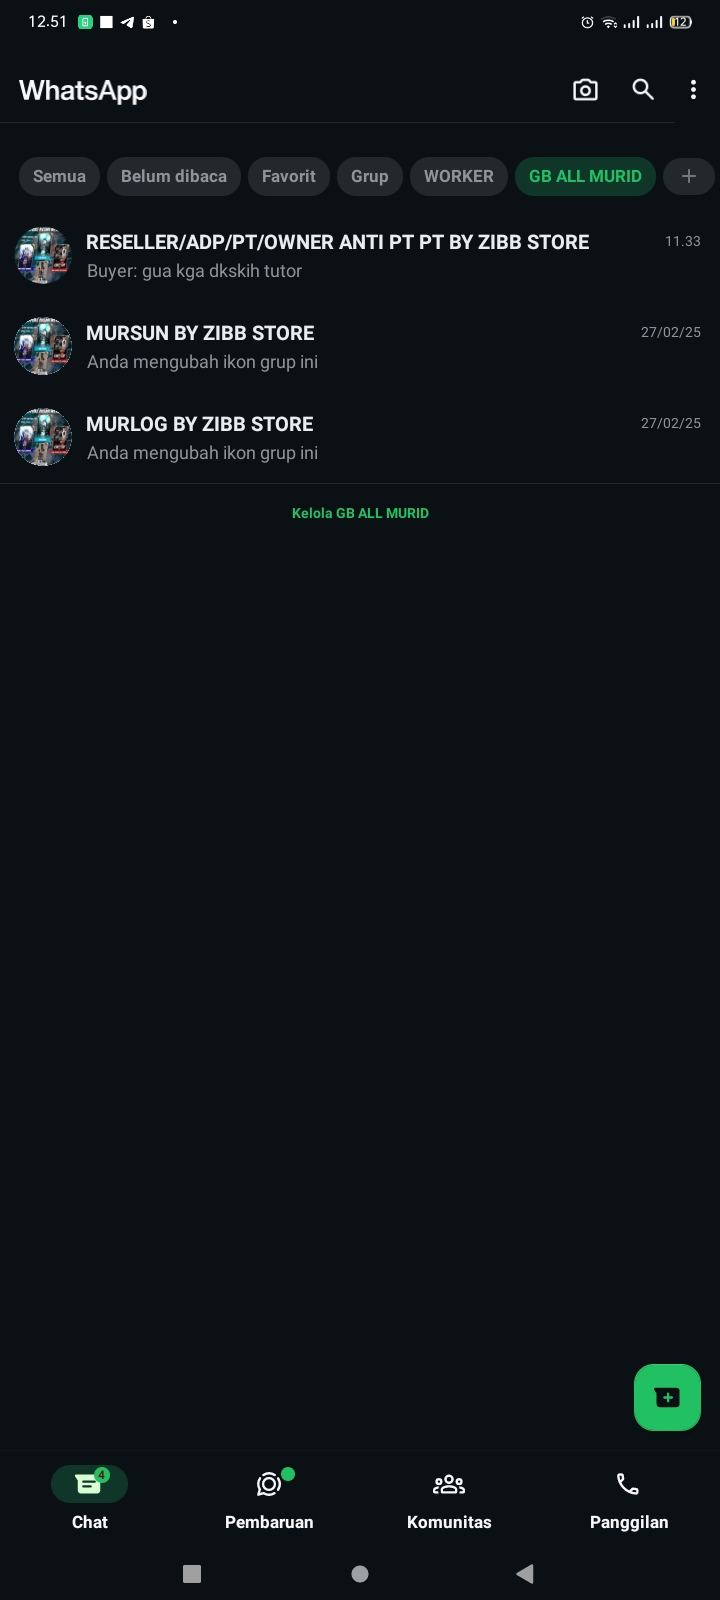 12.51
12
WhatsApp
Semua
Belum dibaca
Favorit
Grup
WORKER
GB ALL MURID
+
RESELLER/ADP/PT/OWNER ANTI PT PT BY ZIBB STORE
11.33
Buyer: gua kga dkskih tutor
MURSUN BY ZIBB STORE
27/02/25
Anda mengubah ikon grup ini
MURLOG BY ZIBB STORE
27/02/25
Anda mengubah ikon grup ini
Kelola GB ALL MURID
4
Chat
Pembaruan
Komunitas
Panggilan